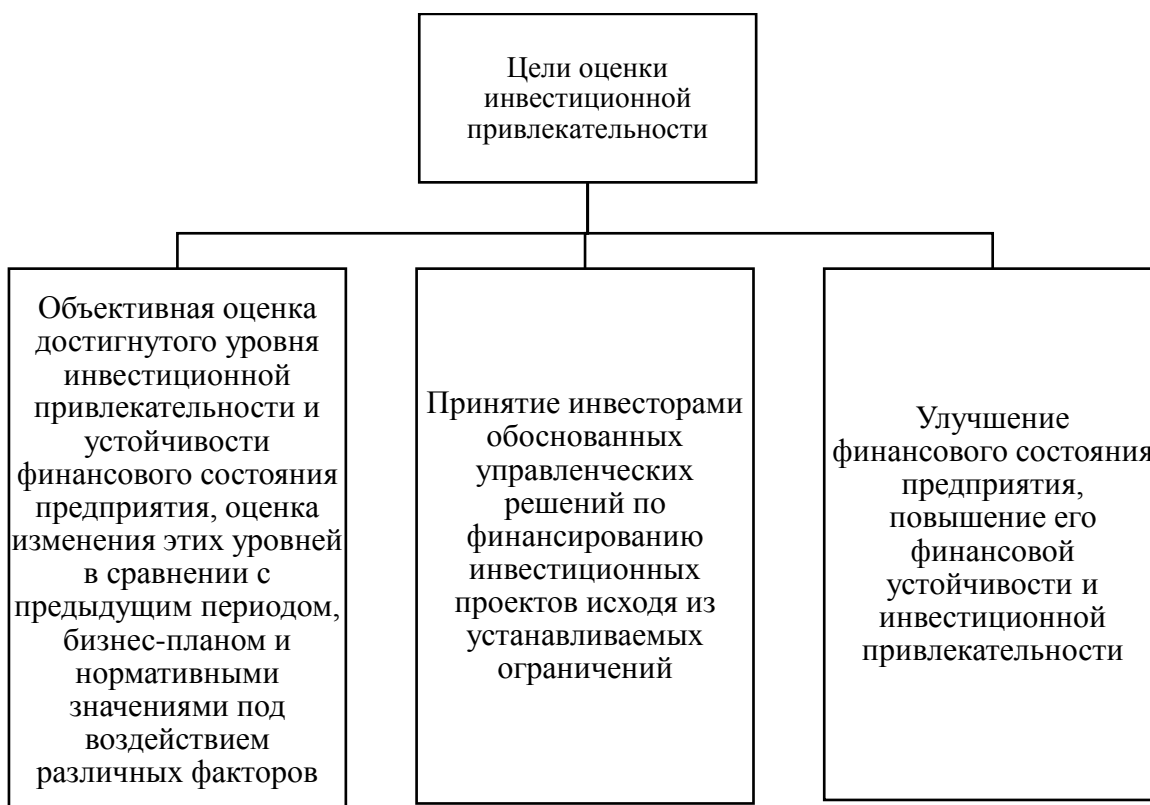 Цели оценки
инвестиционной
привлекательности
Объективная оценка
достигнутого уровня
инвестиционной
привлекательности и
устойчивости
финансового состояния
предприятия, оценка
изменения этих уровней
в сравнении с
предыдущим периодом,
бизнес-планом и
нормативными
значениями под
воздействием
различных факторов
Принятие инвесторами
обоснованных
управленческих
решений по
финансированию
инвестиционных
проектов исходя из
устанавливаемых
ограничений
Улучшение
финансового состояния
предприятия,
повышение его
финансовой
устойчивости и
инвестиционной
привлекательности